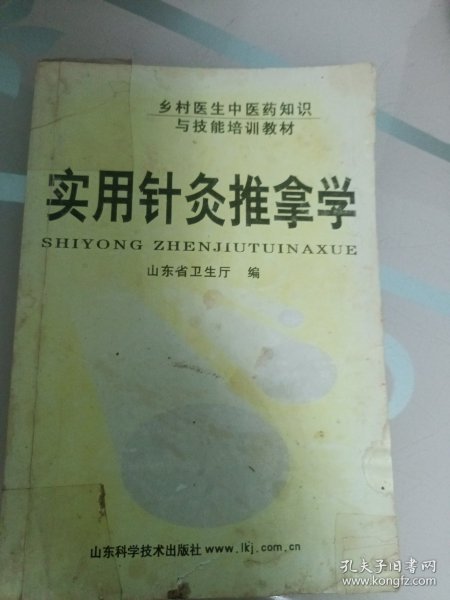 乡村医生中医药知识
与技能培训教材
实用针灸推拿学
SHIYONG ZHENJIUTUINAXUE
山东省卫生厅 编
山东科学技术出版社 www.lkj.com.cn
孔夫子旧书网
www.kongfz.com